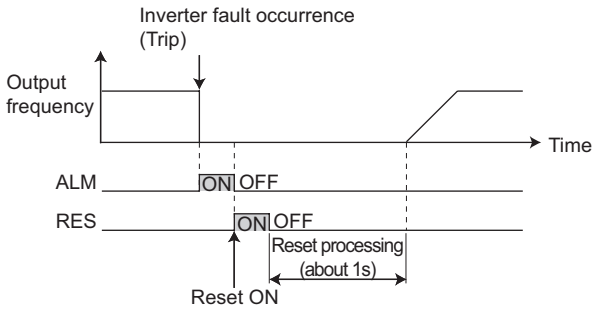 Inverter fault occurrence
(Trip)
Output
frequency
Time
ALM
ON OFF
RES
ON OFF
Reset processing
(about 1s)
Reset ON